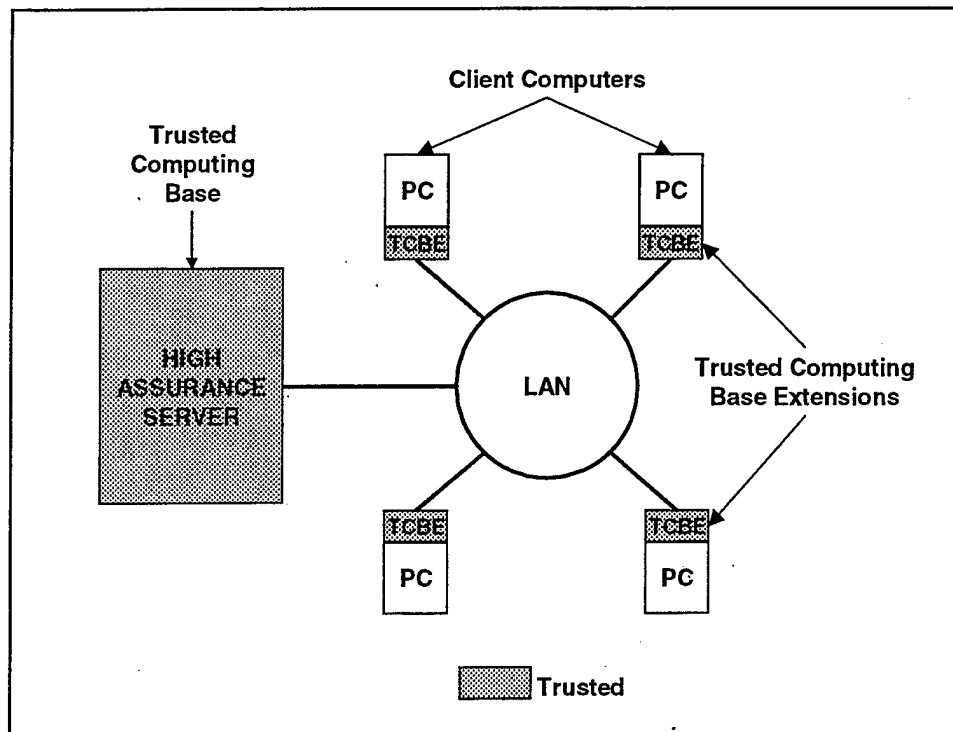 Client Computers
Trusted
Computing
Base
PC
TCBE
PC
TCBE
HIGH
ASSURANCE
SERVER
LAN
Trusted Computing
Base Extensions
TCBE
PC
TCBE
PC
Trusted